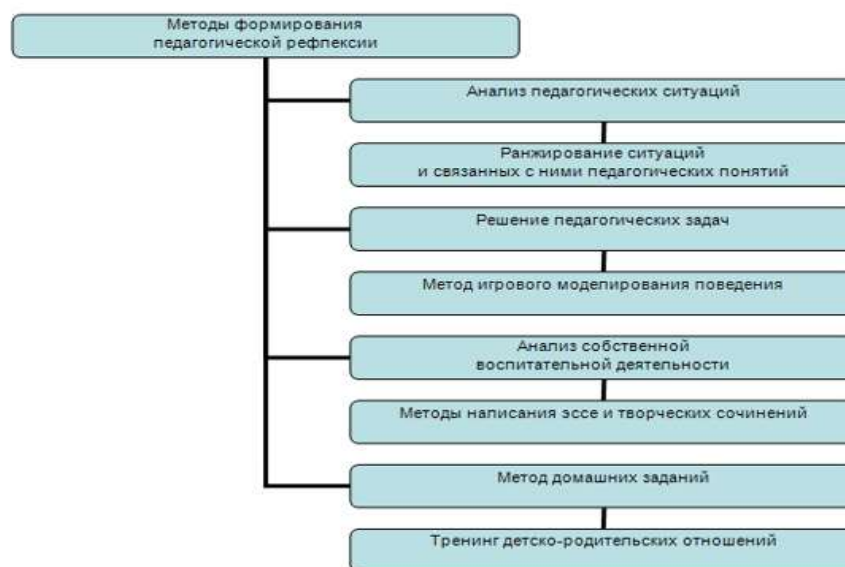 Методы формирования
педагогической рефлексии
Анализ педагогических ситуаций
Ранжирование ситуаций
и связанных с ними педагогических понятий
Решение педагогических задач
Метод игрового моделирования поведения
Анализ собственной
воспитательной деятельности
Методы написания эссе и творческих сочинений
Метод домашних заданий
Тренинг детско-родительских отношений